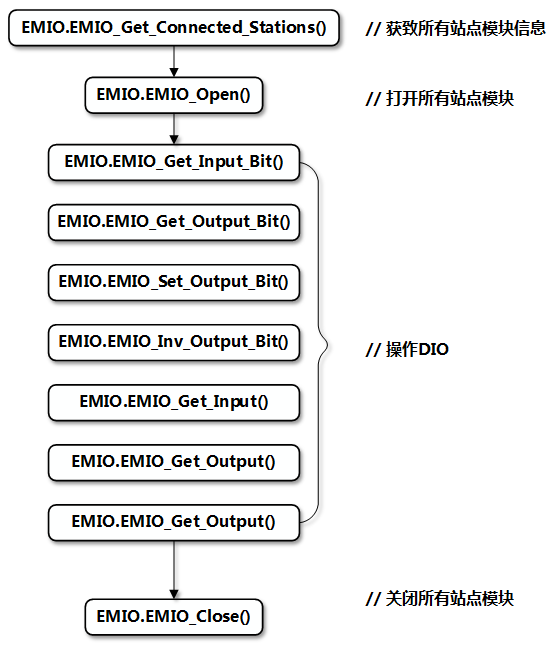 EMIO.EMIO_Get_Connected_Stations() // 获致所有站点模块信息
EMIO.EMIO_Open() // 打开所有站点模块
EMIO.EMIO_Get_Input_Bit()
EMIO.EMIO_Get_Output_Bit()
EMIO.EMIO_Set_Output_Bit()
EMIO.EMIO_Inv_Output_Bit() // 操作DIO
EMIO.EMIO_Get_Input()
EMIO.EMIO_Get_Output()
EMIO.EMIO_Get_Output()
EMIO.EMIO_Close() // 关闭所有站点模块